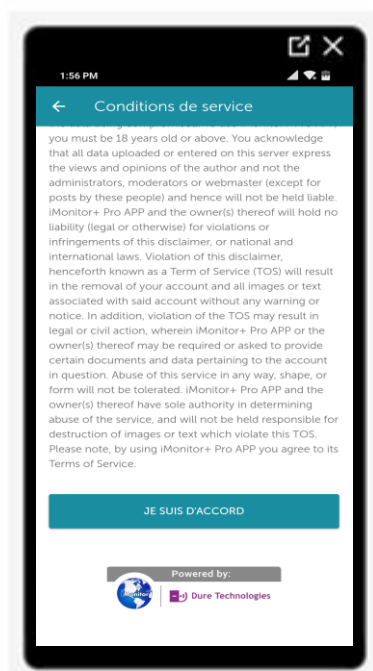 1:56 PM
Conditions de service
you must be 18 years old or above. You acknowledge
that all data uploaded or entered on this server express
the views and opinions of the author and not the
administrators, moderators or webmaster (except for
posts by these people) and hence will not be held liable.
iMonitor+ Pro APP and the owner(s) thereof will hold no
liability (legal or otherwise) for violations or
infringements of this disclaimer, or national and
international laws. Violation of this disclaimer,
henceforth known as a Term of Service (TOS) will result
in the removal of your account and all images or text
associated with said account without any warning or
notice. In addition, violation of the TOS may result in
legal or civil action, wherein iMonitor+ Pro APP or the
owner(s) thereof may be required or asked to provide
certain documents and data pertaining to the account
in question. Abuse of this service in any way, shape, or
form will not be tolerated. iMonitor+ Pro APP and the
owner(s) thereof have sole authority in determining
abuse of the service, and will not be held responsible for
destruction of images or text which violate this TOS.
Please note, by using iMonitor+ Pro APP you agree to its
Terms of Service.
JE SUIS D'ACCORD
Powered by:
iMonitor
Dure Technologies